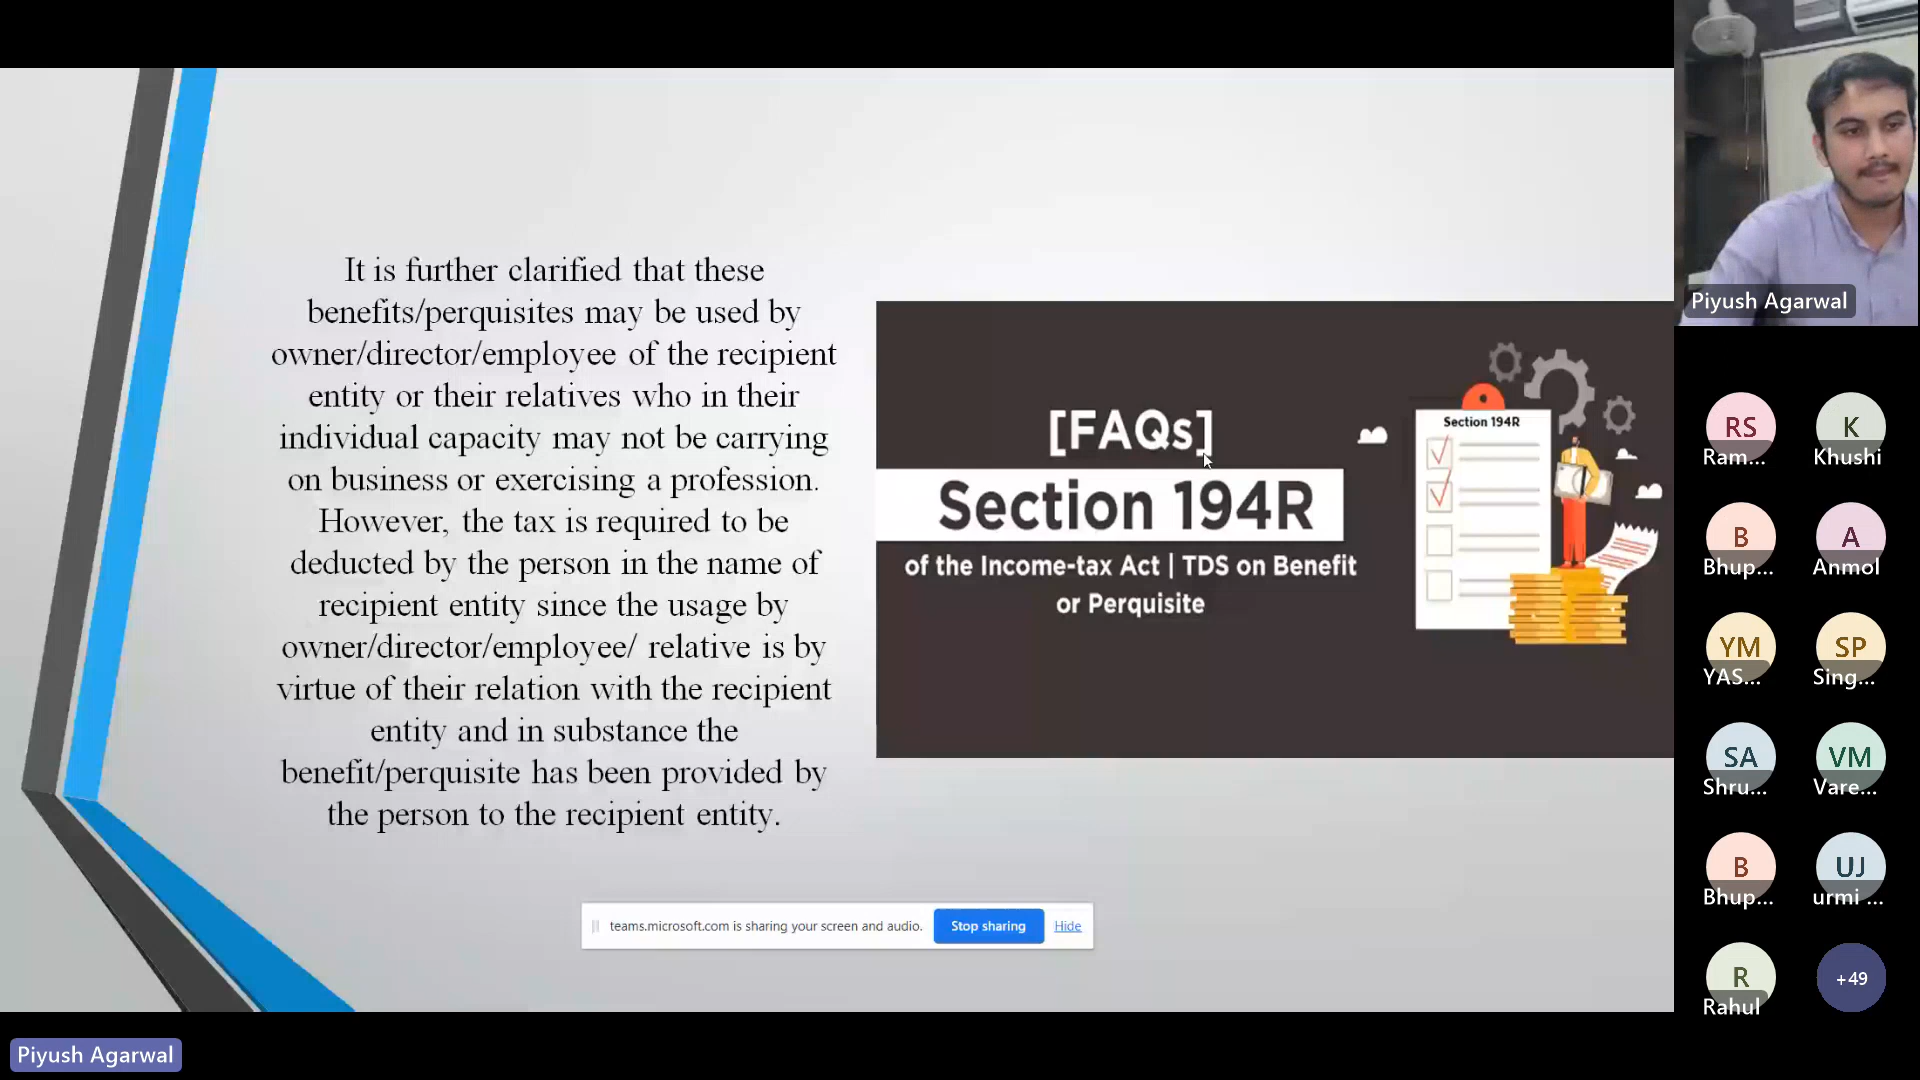 It is further clarified that these
benefits/perquisites may be used by
owner/director/employee of the recipient
entity or their relatives who in their
individual capacity may not be carrying
on business or exercising a profession.
However, the tax is required to be
deducted by the person in the name of
recipient entity since the usage by
owner/director/employee/ relative is by
virtue of their relation with the recipient
entity and in substance the
benefit/perquisite has been provided by
the person to the recipient entity.
[FAQs]
Section 194R
of the Income-tax Act | TDS on Benefit
or Perquisite
Section 194R
teams.microsoft.com is sharing your screen and audio.
Stop sharing
Hide
Piyush Agarwal
Piyush Agarwal
RS
Ram...
K
Khushi
B
Bhup...
A
Anmol
YM
YAS...
SP
Sing...
SA
Shru...
VM
Vare...
B
Bhup...
UJ
urmi ...
R
Rahul
+49